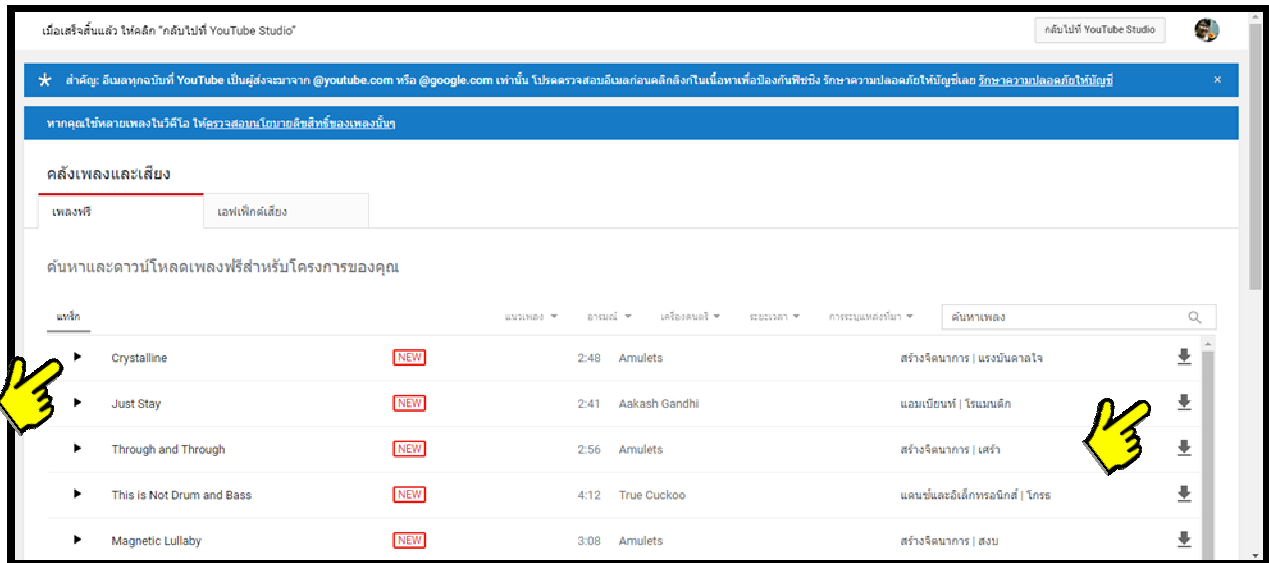 เมื่อเสร็จสิ้นแล้ว ให้คลิก "กลับไปที่ YouTube Studio"
กลับไปที่ YouTube Studio
สำคัญ: อีเมลทุกฉบับที่ YouTube เป็นผู้ส่งจะมาจาก @youtube.com หรือ @google.com เท่านั้น โปรดตรวจสอบอีเมลก่อนคลิกลิงก์ในเนื้อหาเพื่อป้องกันฟิชชิง รักษาความปลอดภัยให้บัญชีเลย รักษาความปลอดภัยให้บัญชี ×
หากคุณใช้หลายเพลงในวิดีโอ ให้ตรวจสอบนโยบายลิขสิทธิ์ของเพลงนั้นๆ
คลังเพลงและเสียง
เพลงฟรี เอฟเฟ็กต์เสียง
ค้นหาและดาวน์โหลดเพลงฟรีสำหรับโครงการของคุณ
แทร็ก แนวเพลง อารมณ์ เครื่องดนตรี ระยะเวลา การระบุแหล่งที่มา ค้นหาเพลง
Crystalline NEW 2:48 Amulets สร้างจิตนาการ | แรงบันดาลใจ
Just Stay NEW 2:41 Aakash Gandhi แอมเบียนท์ | โรแมนติก
Through and Through NEW 2:56 Amulets สร้างจิตนาการ | เศร้า
This is Not Drum and Bass NEW 4:12 True Cuckoo แดนซ์และอิเล็กทรอนิกส์ | โกรธ
Magnetic Lullaby NEW 3:08 Amulets สร้างจิตนาการ | สงบ